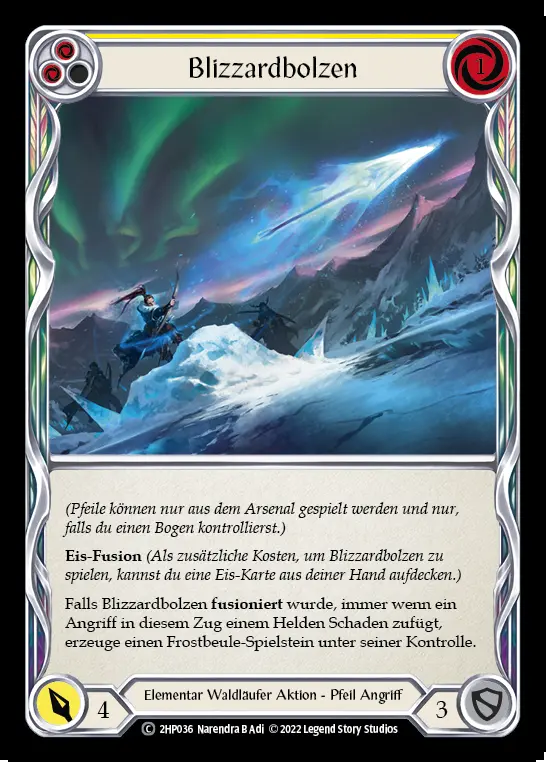 Blizzardbolzen
1
(Pfeile können nur aus dem Arsenal gespielt werden und nur,
falls du einen Bogen kontrollierst.)
Eis-Fusion (Als zusätzliche Kosten, um Blizzardbolzen zu
spielen, kannst du eine Eis-Karte aus deiner Hand aufdecken.)
Falls Blizzardbolzen fusioniert wurde, immer wenn ein
Angriff in diesem Zug einem Helden Schaden zufügt,
erzeuge einen Frostbeule-Spielstein unter seiner Kontrolle.
4
Elementar Waldläufer Aktion - Pfeil Angriff
3
C 2HP036 Narendra B Adi © 2022 Legend Story Studios